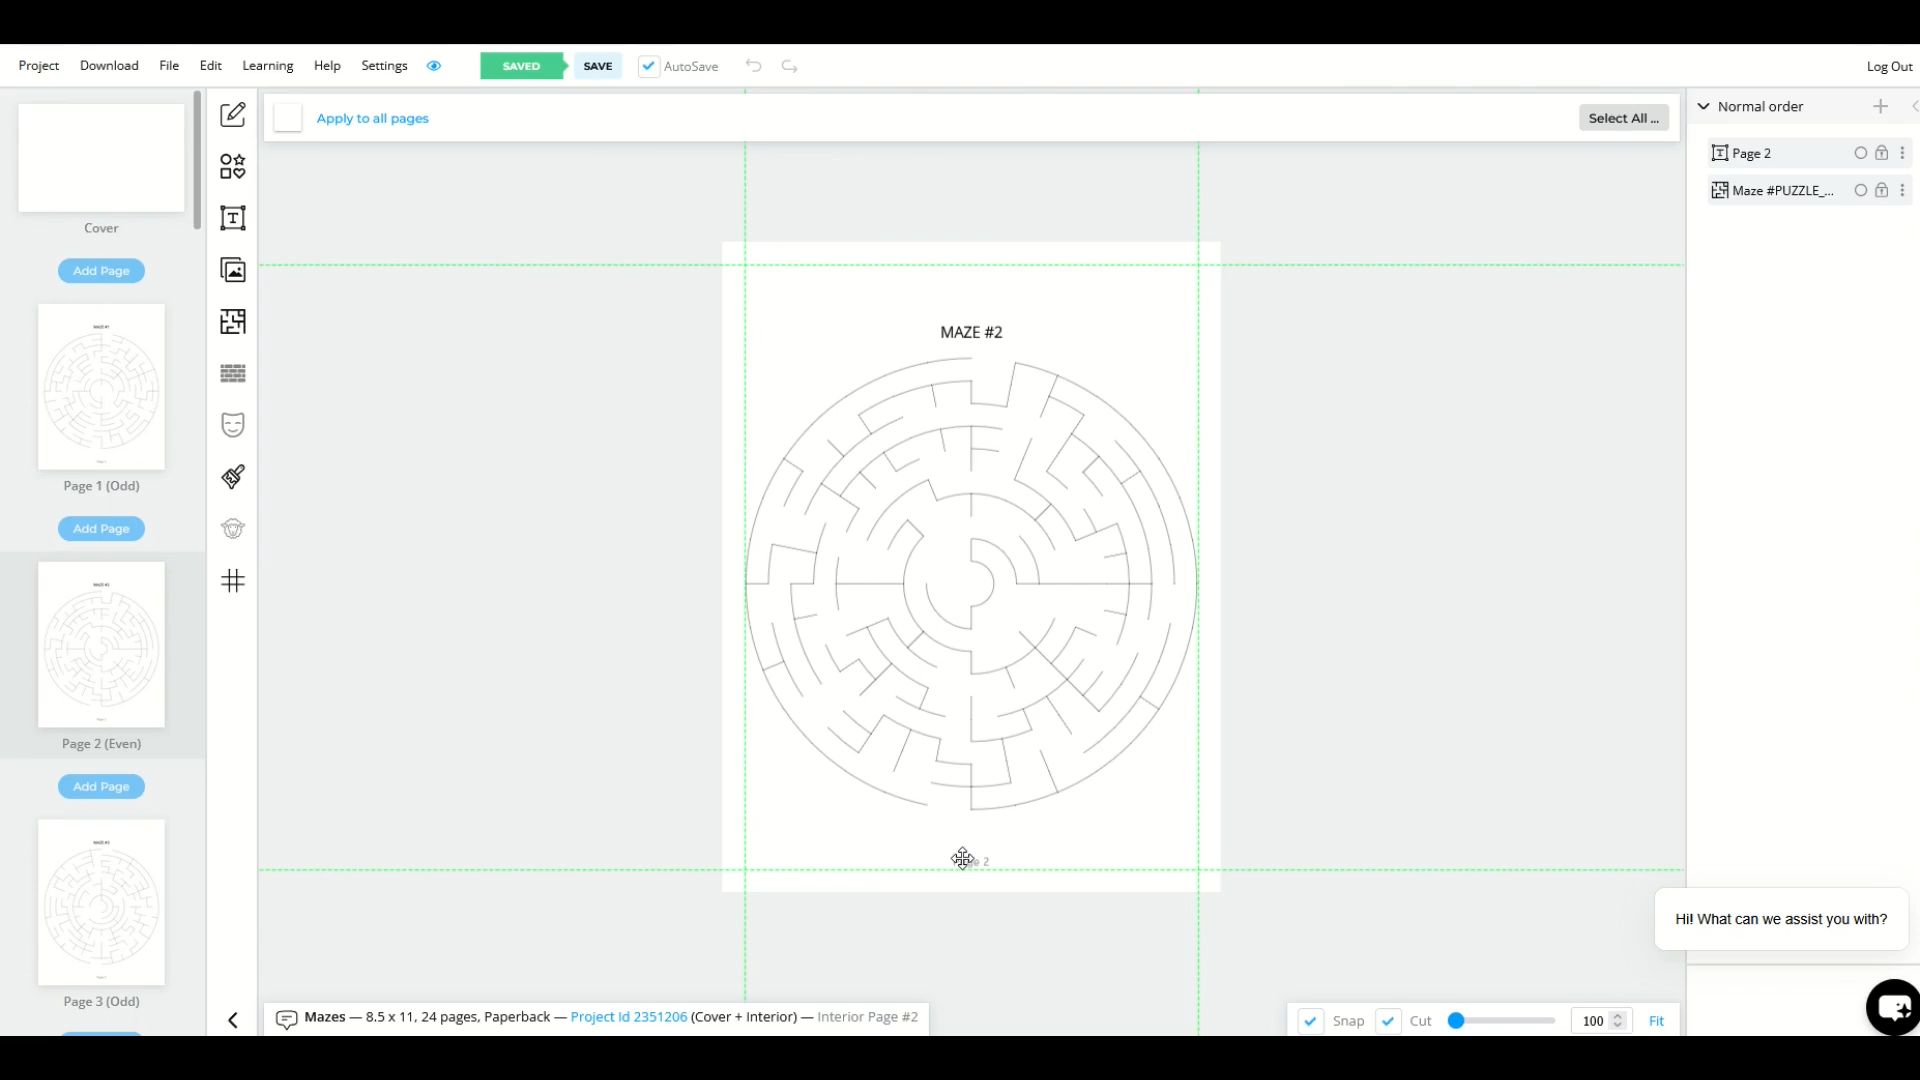 Project Download File Edit Learning Help Settings SAVED SAVE AutoSave Log Out
Cover
Add Page
Page 1 (Odd)
Add Page
Page 2 (Even)
Add Page
Page 3 (Odd)
Apply to all pages Select All ...
MAZE #2
Normal order
Page 2
Maze #PUZZLE_...
Hi! What can we assist you with?
Mazes — 8.5 x 11, 24 pages, Paperback — Project Id 2351206 (Cover + Interior) — Interior Page #2
Snap Cut 100 Fit